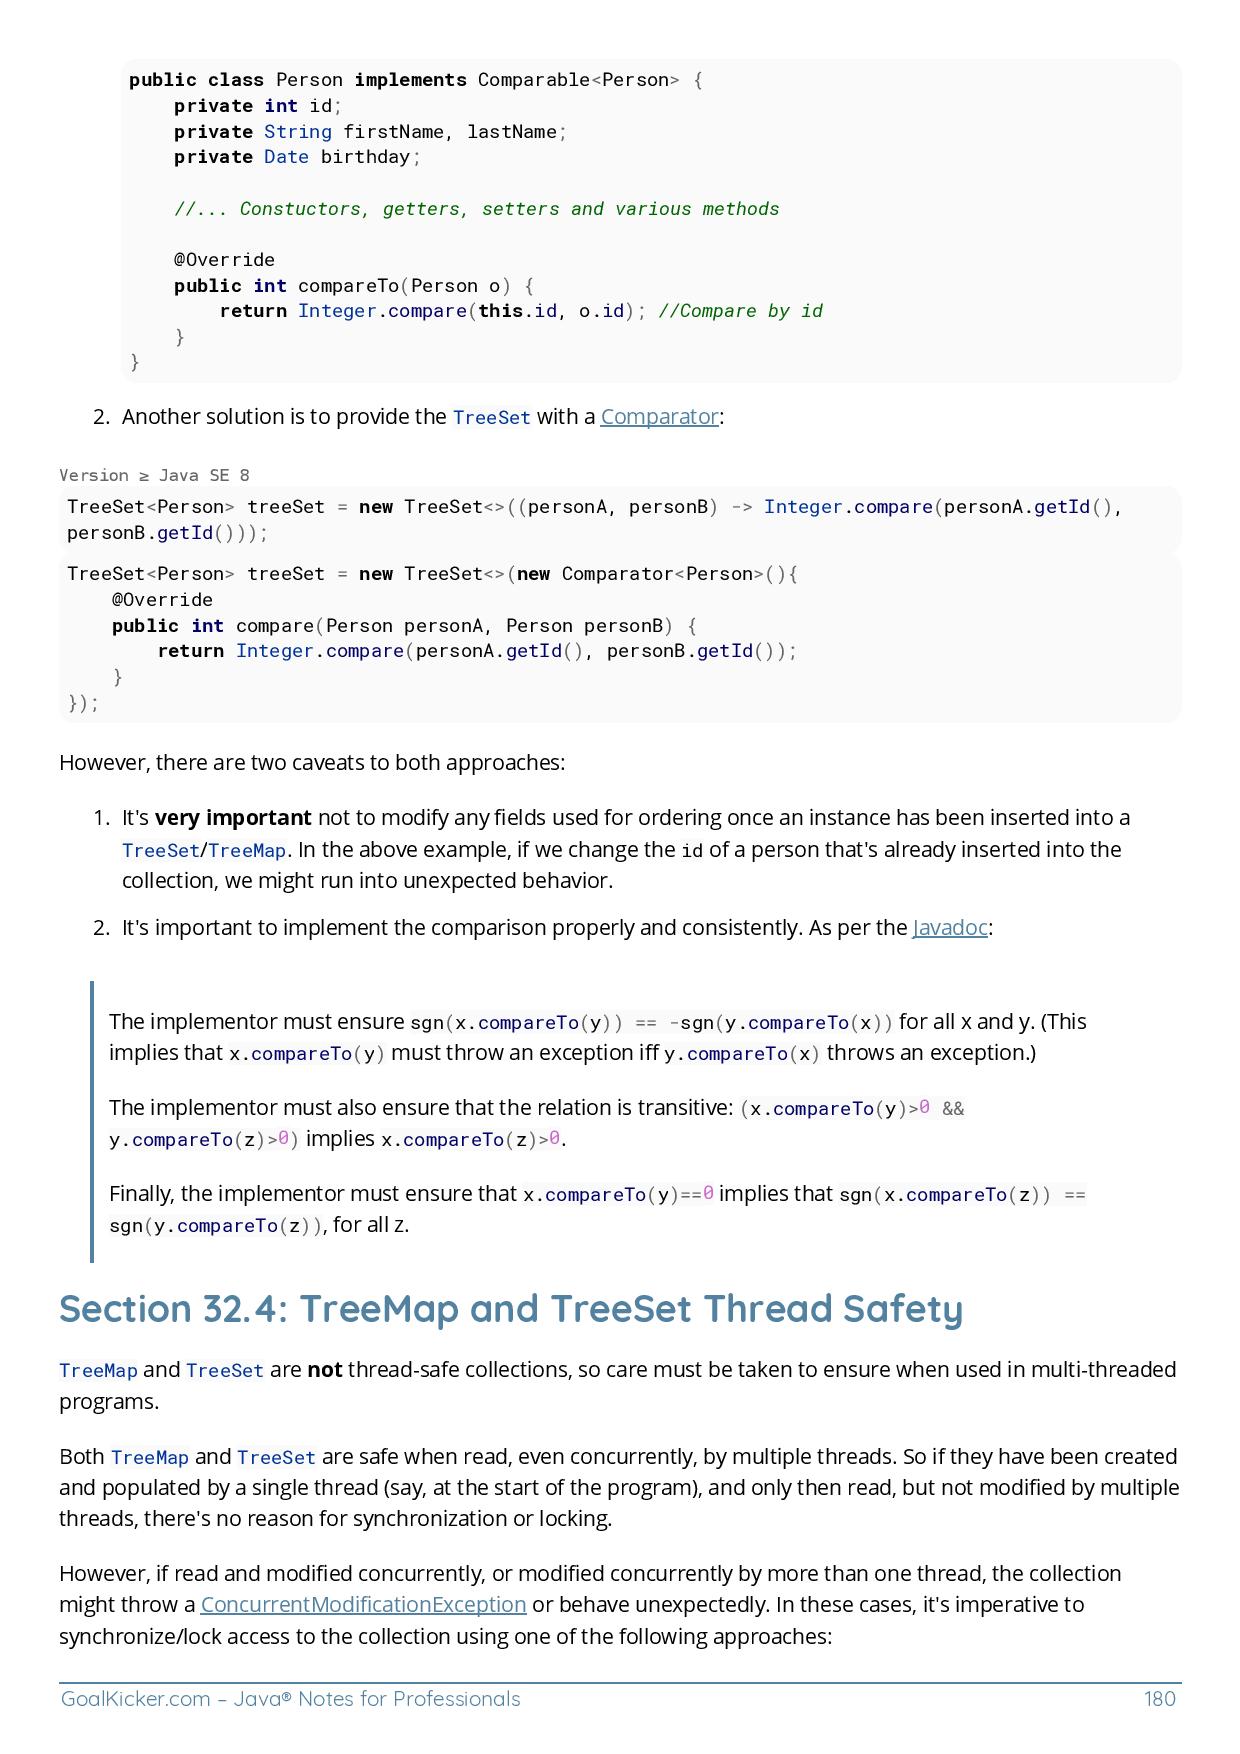 public class Person implements Comparable<Person> {
    private int id;
    private String firstName, lastName;
    private Date birthday;
    //... Constuctors, getters, setters and various methods
    @Override
    public int compareTo(Person o) {
        return Integer.compare(this.id, o.id); //Compare by id
    }
}
2. Another solution is to provide the TreeSet with a Comparator:
Version ≥ Java SE 8
TreeSet<Person> treeSet = new TreeSet<>((personA, personB) -> Integer.compare(personA.getId(),
personB.getId()));
TreeSet<Person> treeSet = new TreeSet<>(new Comparator<Person>(){
    @Override
    public int compare(Person personA, Person personB) {
        return Integer.compare(personA.getId(), personB.getId());
    }
});
However, there are two caveats to both approaches:
1. It's very important not to modify any fields used for ordering once an instance has been inserted into a
TreeSet/TreeMap. In the above example, if we change the id of a person that's already inserted into the
collection, we might run into unexpected behavior.
2. It's important to implement the comparison properly and consistently. As per the Javadoc:
The implementor must ensure sgn(x.compareTo(y)) == -sgn(y.compareTo(x)) for all x and y. (This
implies that x.compareTo(y) must throw an exception iff y.compareTo(x) throws an exception.)
The implementor must also ensure that the relation is transitive: (x.compareTo(y)>0 &&
y.compareTo(z)>0) implies x.compareTo(z)>0.
Finally, the implementor must ensure that x.compareTo(y)==0 implies that sgn(x.compareTo(z)) ==
sgn(y.compareTo(z)), for all z.
Section 32.4: TreeMap and TreeSet Thread Safety
TreeMap and TreeSet are not thread-safe collections, so care must be taken to ensure when used in multi-threaded
programs.
Both TreeMap and TreeSet are safe when read, even concurrently, by multiple threads. So if they have been created
and populated by a single thread (say, at the start of the program), and only then read, but not modified by multiple
threads, there's no reason for synchronization or locking.
However, if read and modified concurrently, or modified concurrently by more than one thread, the collection
might throw a ConcurrentModificationException or behave unexpectedly. In these cases, it's imperative to
synchronize/lock access to the collection using one of the following approaches:
GoalKicker.com – Java® Notes for Professionals 180